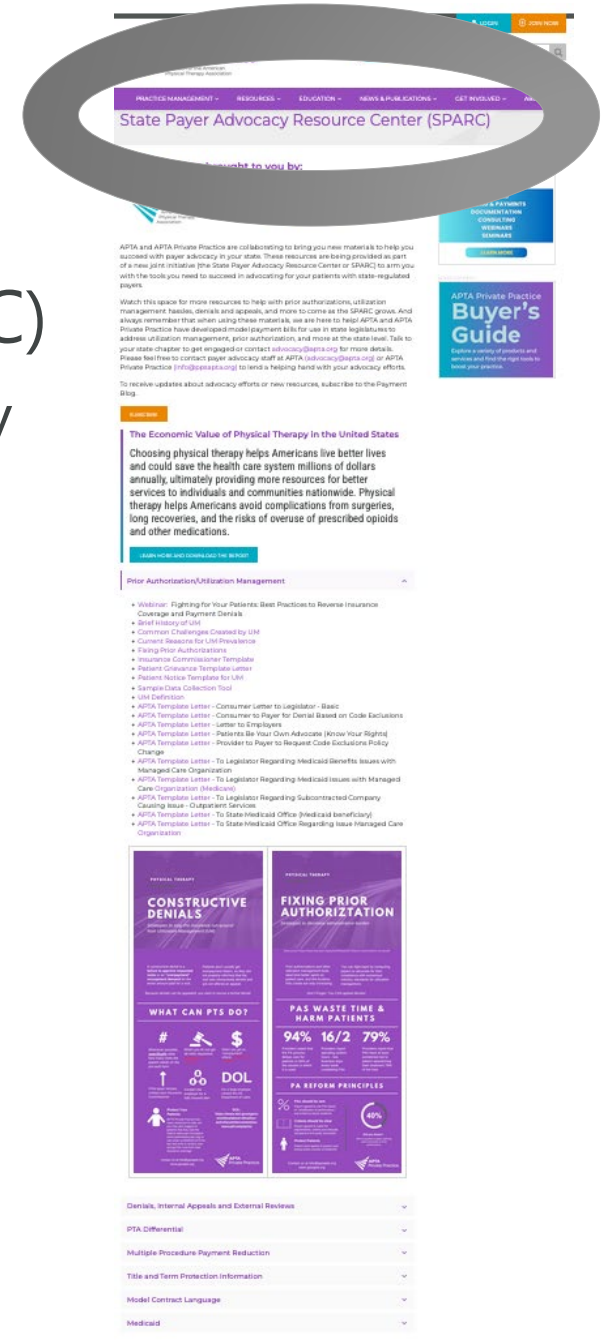 LOGIN
JOIN NOW
Physical Therapy Association
PRACTICE MANAGEMENT
RESOURCES
EDUCATION
NEWS & PUBLICATIONS
GET INVOLVED
State Payer Advocacy Resource Center (SPARC)
brought to you by:
C)
y
& PAYMENTS
DOCUMENTATION
CONSULTING
WEBINARS
SEMINARS
LEARN MORE
APTA and APTA Private Practice are collaborating to bring you new materials to help you
succeed with payer advocacy in your state. These resources are being provided as part
of a new joint initiative (the State Payer Advocacy Resource Center or SPARC) to arm you
with the tools you need to succeed in advocating for your patients with state-regulated
payers.
Watch this space for more resources to help with prior authorizations, utilization
management hassles, denials and appeals, and more to come as the SPARC grows. And
always remember that when using these materials, we are here to help! APTA and APTA
Private Practice have developed model payment bills for use in state legislatures to
address utilization management, prior authorization, and more at the state level. Talk to
your state chapter to get engaged or contact advocacy@apta.org for more details.
Please feel free to contact payer advocacy staff at APTA (advocacy@apta.org) or APTA
Private Practice (info@ppsapta.org) to lend a helping hand with your advocacy efforts.
To receive updates about advocacy efforts or new resources, subscribe to the Payment
Blog.
SUBSCRIBE
APTA Private Practice
Buyer's
Guide
Explore a variety of products and
services and find the right tools to
boost your practice.
The Economic Value of Physical Therapy in the United States
Choosing physical therapy helps Americans live better lives
and could save the health care system millions of dollars
annually, ultimately providing more resources for better
services to individuals and communities nationwide. Physical
therapy helps Americans avoid complications from surgeries,
long recoveries, and the risks of overuse of prescribed opioids
and other medications.
LEARN MORE AND DOWNLOAD THE REPORT
Prior Authorization/Utilization Management
Webinar: Fighting for Your Patients: Best Practices to Reverse Insurance
Coverage and Payment Denials
Brief History of UM
Common Challenges Created by UM
Current Reasons for UM Prevalence
Fixing Prior Authorizations
Insurance Commissioner Template
Patient Grievance Template Letter
Patient Notice Template for UM
Sample Data Collection Tool
UM Definition
APTA Template Letter - Consumer Letter to Legislator - Basic
APTA Template Letter - Consumer to Payer for Denial Based on Code Exclusions
APTA Template Letter - Letter to Employers
APTA Template Letter - Patients Be Your Own Advocate (Know Your Rights)
APTA Template Letter - Provider to Payer to Request Code Exclusions Policy
Change
APTA Template Letter - To Legislator Regarding Medicaid Benefits Issues with
Managed Care Organization
APTA Template Letter - To Legislator Regarding Medicaid Issues with Managed
Care Organization (Medicare)
APTA Template Letter - To Legislator Regarding Subcontracted Company
Causing Issue - Outpatient Services
APTA Template Letter - To State Medicaid Office (Medicaid beneficiary)
APTA Template Letter - To State Medicaid Office Regarding Issue Managed Care
Organization
PHYSICAL THERAPY
CONSTRUCTIVE
DENIALS
WHAT CAN PTS DO?
#
$
DOL
APTA
Private Practice
PHYSICAL THERAPY
FIXING PRIOR
AUTHORIZTATION
PAS WASTE TIME &
HARM PATIENTS
94% 16/2 79%
PA REFORM PRINCIPLES
%
40%
APTA
Private Practice
Denials, Internal Appeals and External Reviews
PTA Differential
Multiple Procedure Payment Reduction
Title and Term Protection Information
Model Contract Language
Medicaid